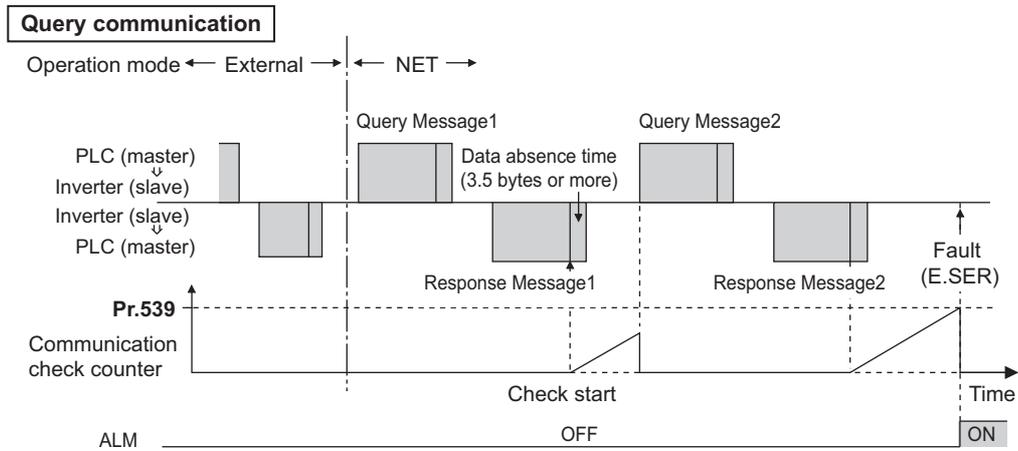 Query communication
Operation mode External NET
Query Message1 Query Message2
PLC (master)
Inverter (slave)
Data absence time
(3.5 bytes or more)
Inverter (slave)
PLC (master)
Fault
(E.SER)
Response Message1 Response Message2
Pr.539
Communication
check counter
Check start
Time
ALM OFF ON